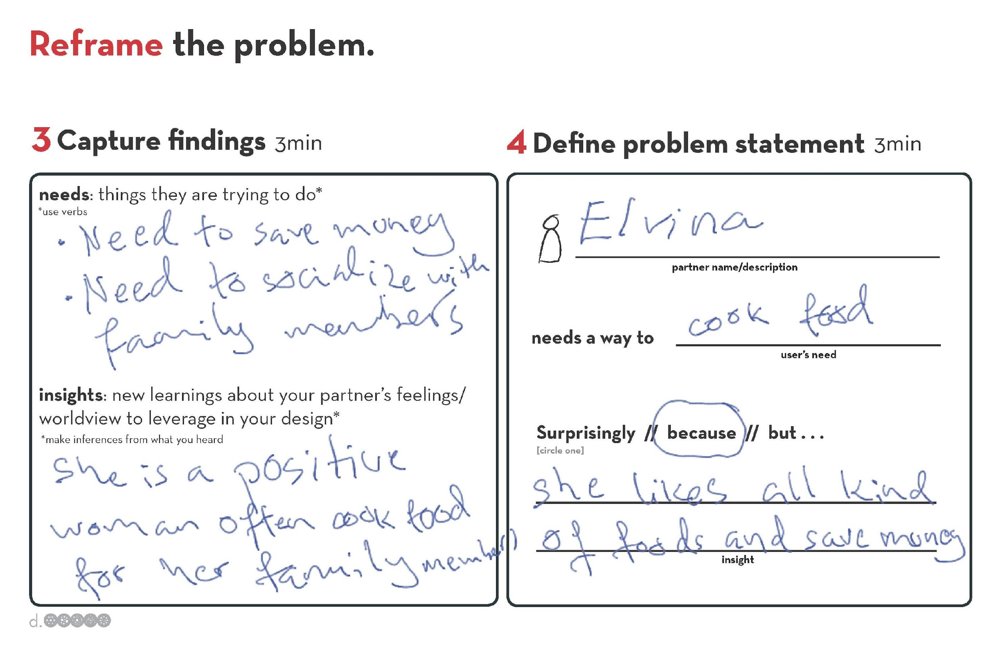 Reframe the problem.
3 Capture findings 3min
needs: things they are trying to do*
*use verbs
• Need to save money
• Need to socialize with
family members
insights: new learnings about your partner's feelings/
worldview to leverage in your design*
*make inferences from what you heard
She is a positive
woman often cook food
for her family members
4 Define problem statement 3min
Elvina
partner name/description
needs a way to cook food
user's need
Surprisingly // because // but...
[circle one]
she likes all kind
of foods and save money
insight
d.